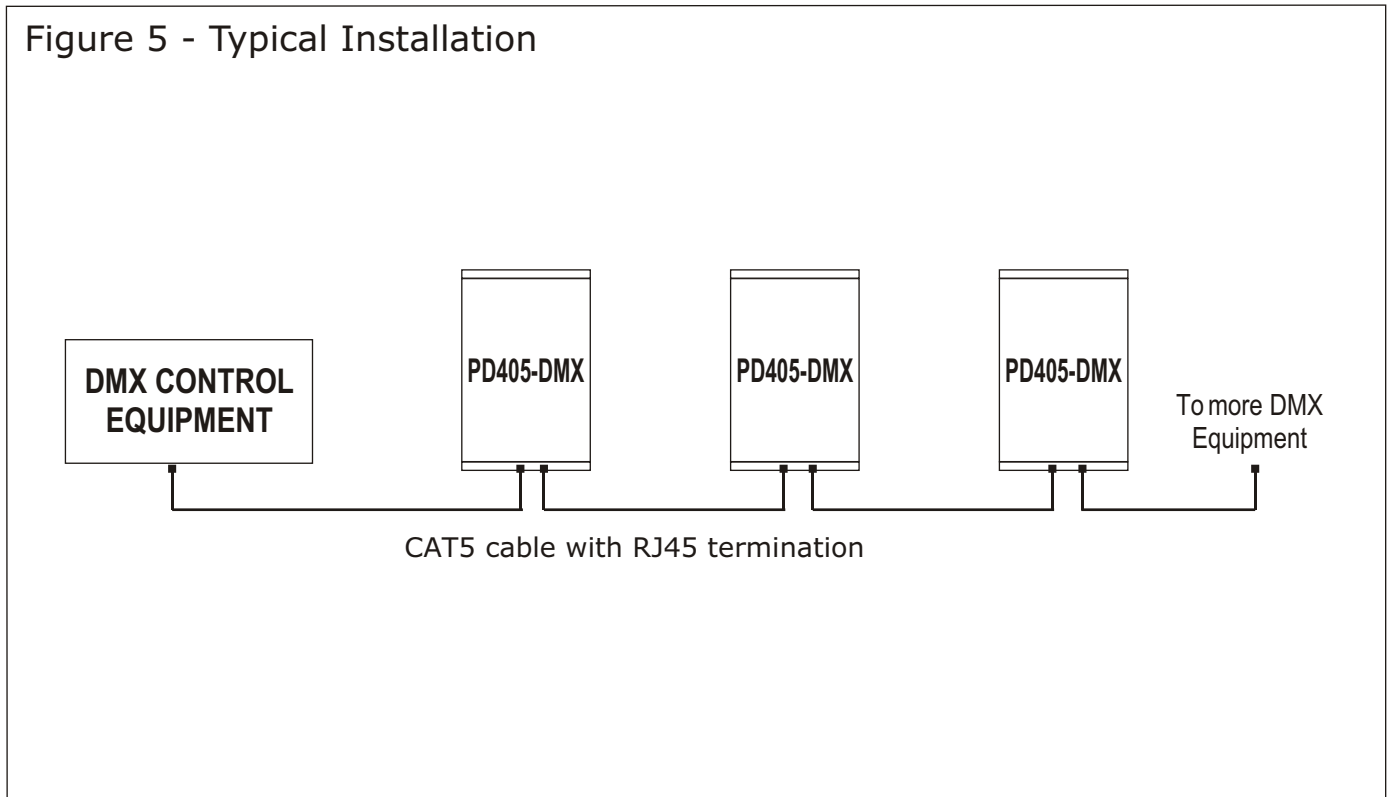 Figure 5 - Typical Installation
DMX CONTROL
EQUIPMENT
PD405-DMX
PD405-DMX
PD405-DMX
To more DMX
Equipment
CAT5 cable with RJ45 termination